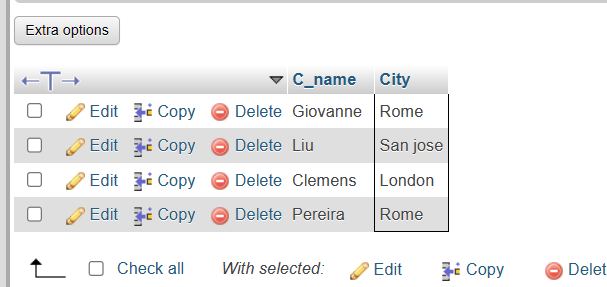 Extra options
C_name City
Edit Copy Delete Giovanne Rome
Edit Copy Delete Liu San jose
Edit Copy Delete Clemens London
Edit Copy Delete Pereira Rome
Check all With selected: Edit Copy Delet